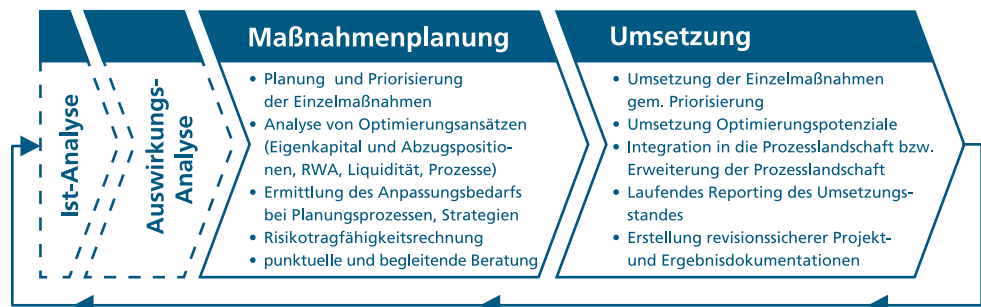 Ist-Analyse
Auswirkungs-
Analyse
Maßnahmenplanung
• Planung und Priorisierung
der Einzelmaßnahmen
• Analyse von Optimierungsansätzen
(Eigenkapital und Abzugspositio-
nen, RWA, Liquidität, Prozesse)
• Ermittlung des Anpassungsbedarfs
bei Planungsprozessen, Strategien
• Risikotragfähigkeitsrechnung
• punktuelle und begleitende Beratung
Umsetzung
• Umsetzung der Einzelmaßnahmen
gem. Priorisierung
• Umsetzung Optimierungspotenziale
• Integration in die Prozesslandschaft bzw.
Erweiterung der Prozesslandschaft
• Laufendes Reporting des Umsetzungs-
standes
• Erstellung revisionssicherer Projekt-
und Ergebnisdokumentationen